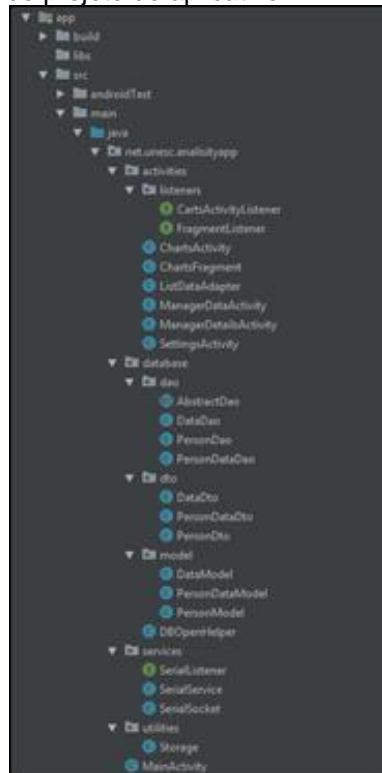 app
build
libs
src
androidTest
main
java
net.unesc.analisityapp
activities
listeners
CartsActivityListener
FragmentListener
ChartsActivity
ChartsFragment
ListDataAdapter
ManagerDataActivity
ManagerDetailsActivity
SettingsActivity
database
dao
AbstractDao
DataDao
PersonDao
PersonDataDao
dto
DataDto
PersonDataDto
PersonDto
model
DataModel
PersonDataModel
PersonModel
DBOpenHelper
services
SerialListener
SerialService
SerialSocket
utilities
Storage
MainActivity